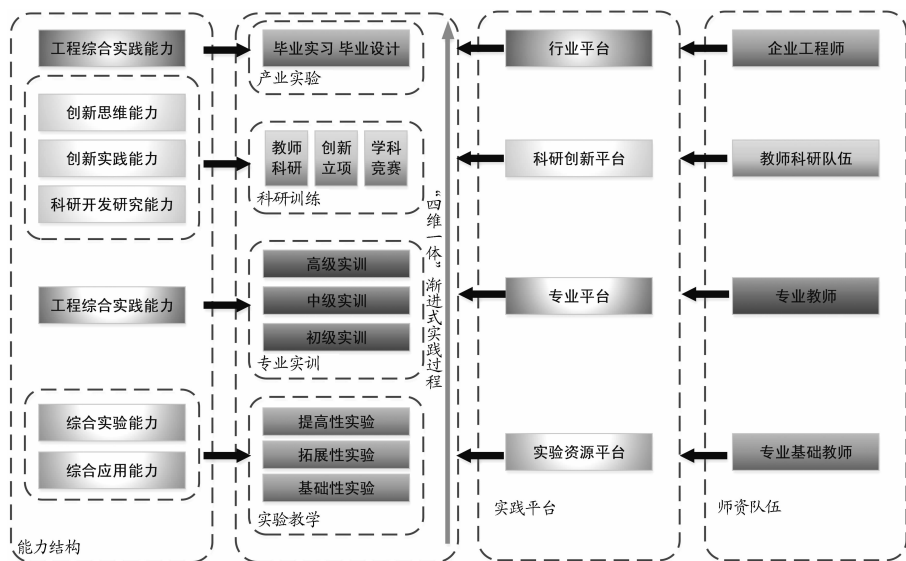 工程综合实践能力
创新思维能力
创新实践能力
科研开发研究能力
工程综合实践能力
综合实验能力
综合应用能力
能力结构
毕业实习 毕业设计
产业实验
教师
科研
创新
立项
学科
竞赛
科研训练
高级实训
中级实训
初级实训
专业实训
提高性实验
拓展性实验
基础性实验
实验教学
“四维一体”渐进式实践过程
行业平台
科研创新平台
专业平台
实验资源平台
实践平台
企业工程师
教师科研队伍
专业教师
专业基础教师
师资队伍